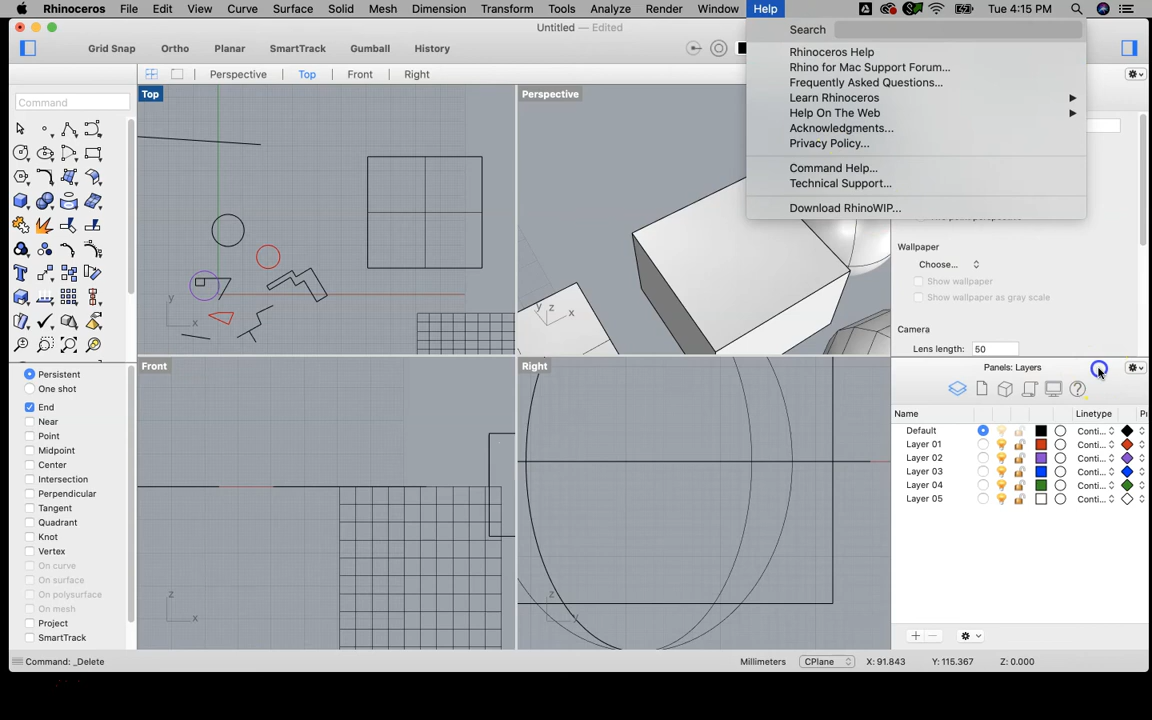 Rhinoceros File Edit View Curve Surface Solid Mesh Dimension Transform Tools Analyze Render Window Help Tue 4:15 PM
Untitled — Edited
Grid Snap Ortho Planar SmartTrack Gumball History
Perspective Top Front Right
Search
Rhinoceros Help
Rhino for Mac Support Forum...
Frequently Asked Questions...
Learn Rhinoceros
Help On The Web
Acknowledgments...
Privacy Policy...
Command Help...
Technical Support...
Download RhinoWIP...
Command
Top
y
x
Perspective
y z x
Wallpaper
Choose...
Show wallpaper
Show wallpaper as gray scale
Camera
Lens length: 50
Persistent
One shot
End
Near
Point
Midpoint
Center
Intersection
Perpendicular
Tangent
Quadrant
Knot
Vertex
On curve
On surface
On polysurface
On mesh
Project
SmartTrack
Front
z
x
Right
z
y
Panels: Layers
Name Linetype Pr
Default Conti...
Layer 01 Conti...
Layer 02 Conti...
Layer 03 Conti...
Layer 04 Conti...
Layer 05 Conti...
Command: _Delete
Millimeters CPlane X: 91.843 Y: 115.367 Z: 0.000